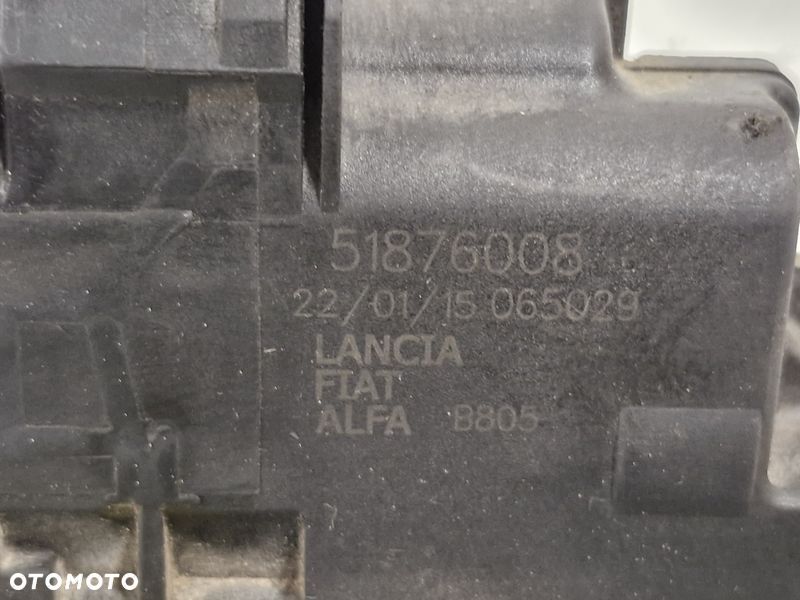 51876008
22/01/15 065029
LANCIA
FIAT
ALFA B805
OTOMOTO